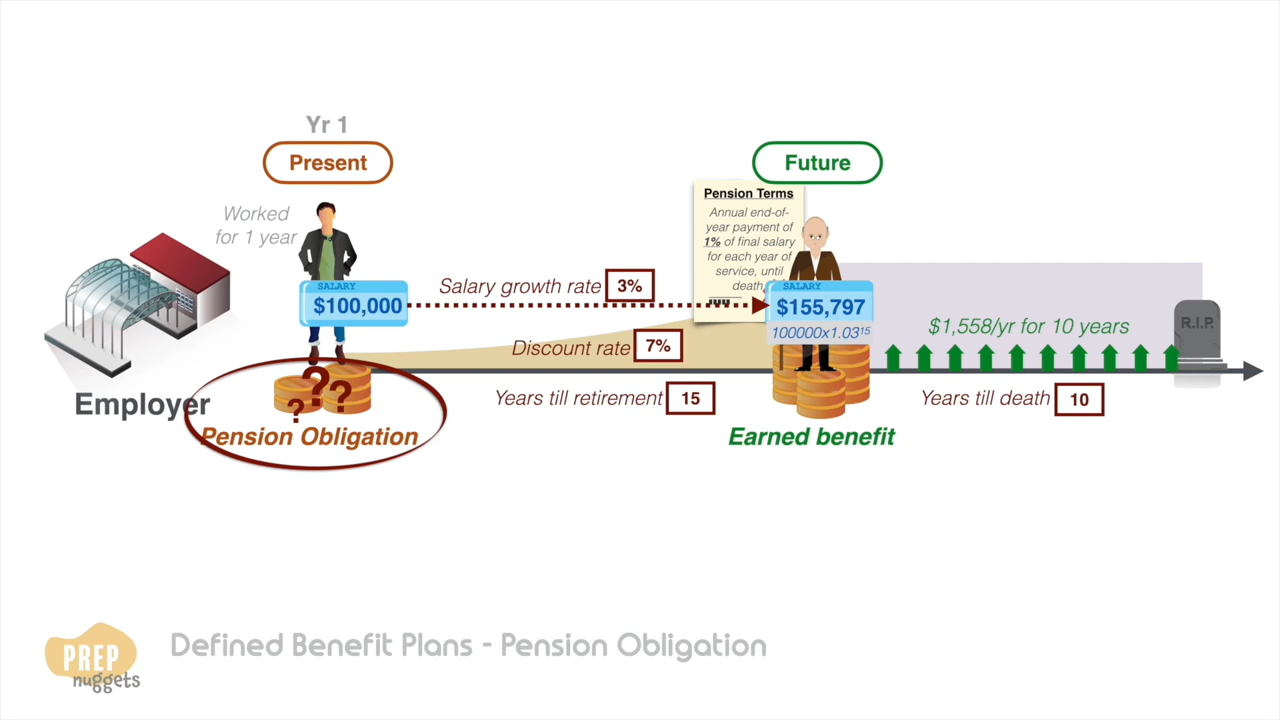 Yr 1
Present
Future
Worked
for 1 year
Pension Terms
Annual end-of-
year payment of
1% of final salary
for each year of
service, until
death,
SALARY
$100,000
Salary growth rate 3%
SALARY
$155,797
100000x1.03¹⁵
Discount rate 7%
$1,558/yr for 10 years
R.I.P.
Employer
? ? ?
Years till retirement 15
Years till death 10
Pension Obligation
Earned benefit
PREP
nuggets
Defined Benefit Plans - Pension Obligation